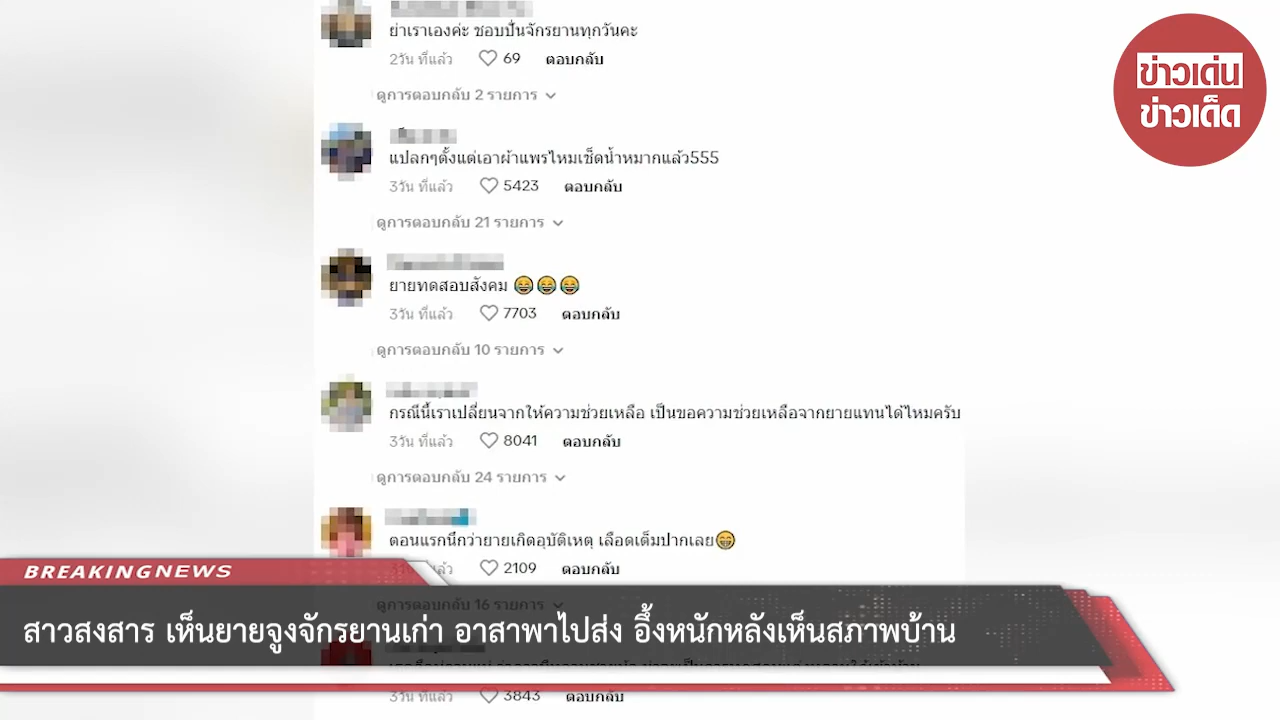 ย่าเราเองค่ะ ชอบปั่นจักรยานทุกวันคะ
2วัน ที่แล้ว 69 ตอบกลับ
ดูการตอบกลับ 2 รายการ
แปลกๆตั้งแต่เอาผ้าแพรไหมเช็ดน้ำหมากแล้ว555
3วัน ที่แล้ว 5423 ตอบกลับ
ดูการตอบกลับ 21 รายการ
ยายทดสอบสังคม 😂😂😂
3วัน ที่แล้ว 7703 ตอบกลับ
ดูการตอบกลับ 10 รายการ
กรณีนี้เราเปลี่ยนจากให้ความช่วยเหลือ เป็นขอความช่วยเหลือจากยายแทนได้ไหมครับ
3วัน ที่แล้ว 8041 ตอบกลับ
ดูการตอบกลับ 24 รายการ
ตอนแรกนึกว่ายายเกิดอุบัติเหตุ เลือดเต็มปากเลย😁
2109 ตอบกลับ
ดูการตอบกลับ 16 รายการ
3วัน ที่แล้ว 3843 ตอบกลับ
ข่าวเด่น
ข่าวเด็ด
BREAKINGNEWS
สาวสงสาร เห็นยายจูงจักรยานเก่า อาสาพาไปส่ง อึ้งหนักหลังเห็นสภาพบ้าน